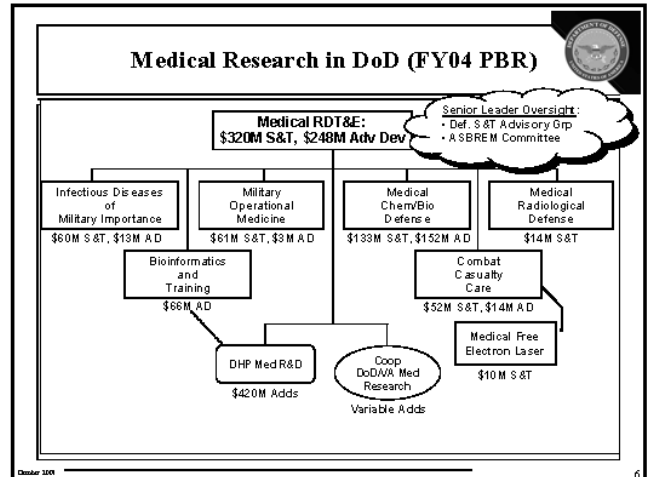 Medical Research in DoD (FY04 PBR)
DEPARTMENT OF DEFENSE
Medical RDT&E:
$320M S&T, $248M Adv Dev
Senior Leader Oversight:
• Def. S&T Advisory Grp
• ASBREM Committee
Infectious Diseases
of
Military Importance
$60M S&T, $13M AD
Military
Operational
Medicine
$61M S&T, $3M AD
Medical
Chem/Bio
Defense
$133M S&T, $152M AD
Medical
Radiological
Defense
$14M S&T
Bioinformatics
and
Training
$66M AD
Combat
Casualty
Care
$52M S&T, $14M AD
Medical Free
Electron Laser
$10M S&T
DHP Med R&D
$420M Adds
Coop
DoD/VA Med
Research
Variable Adds
6